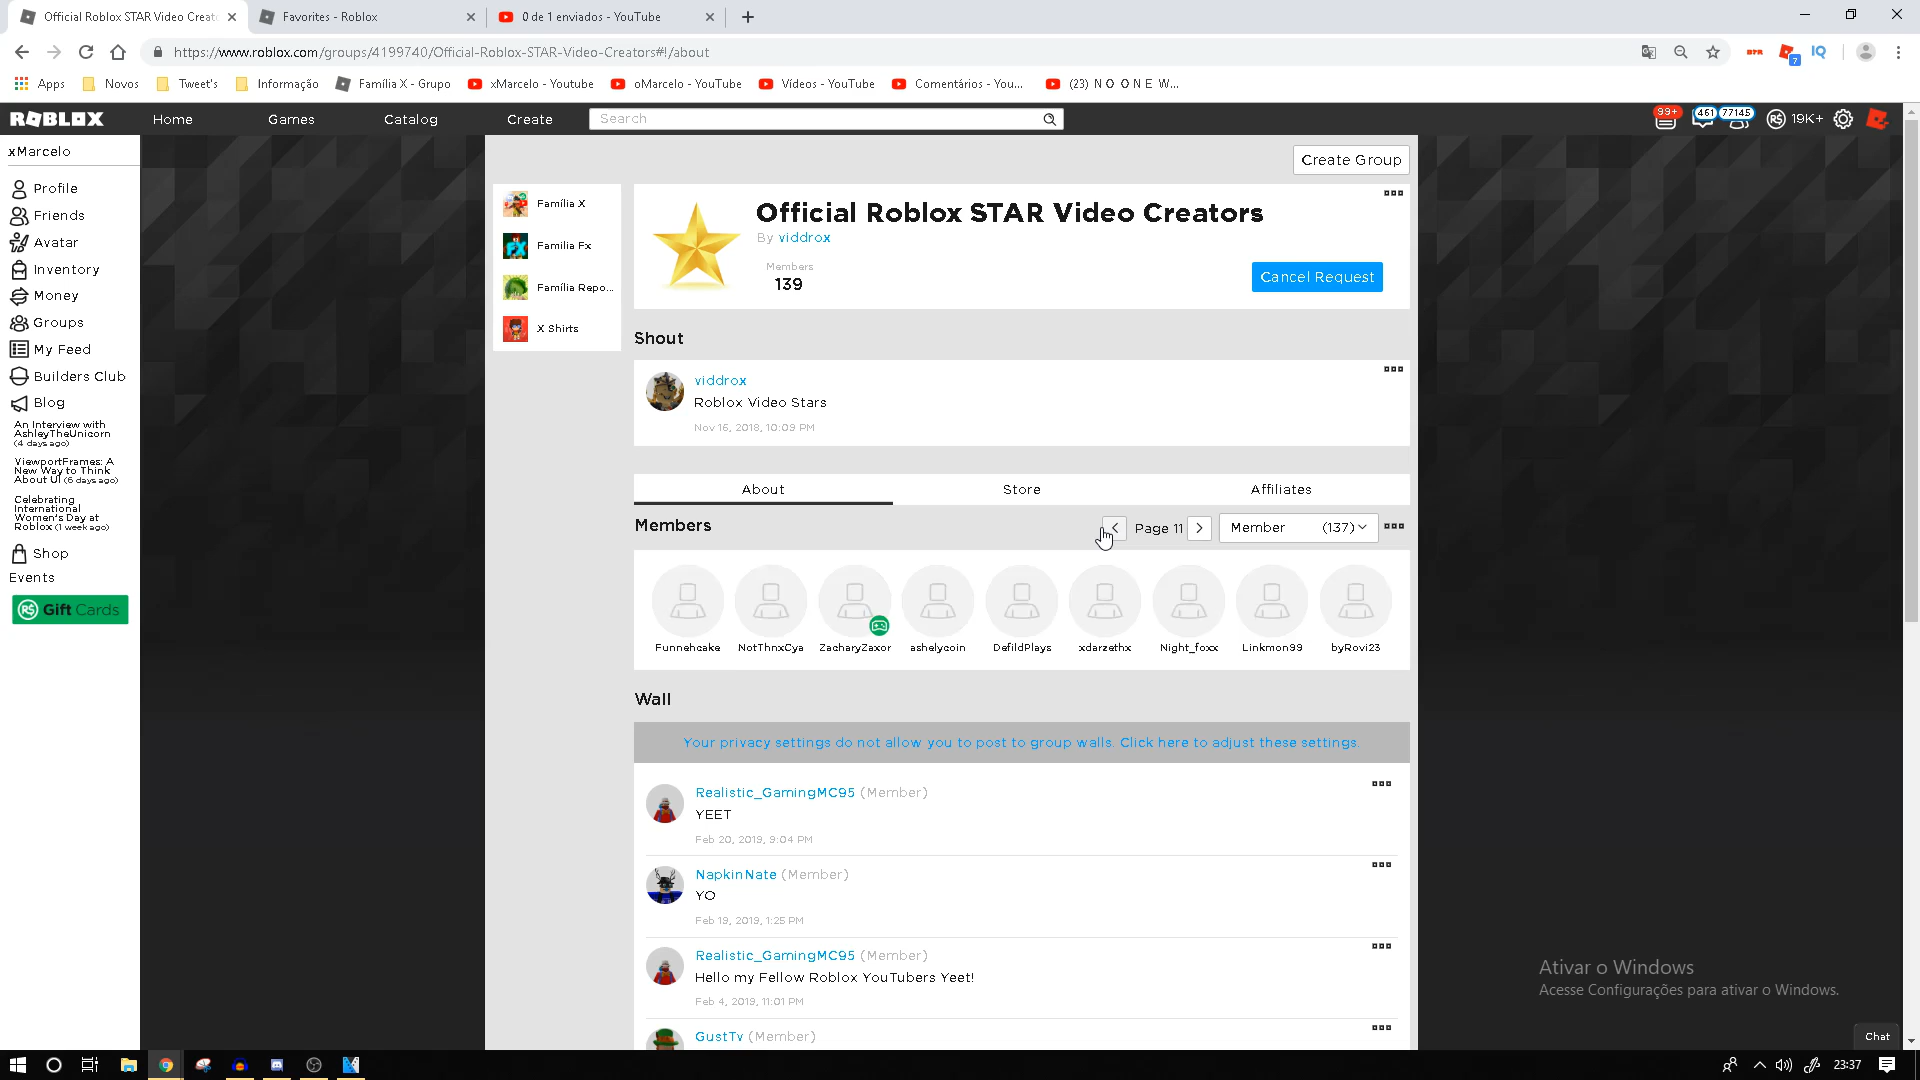 Official Roblox STAR Video Creato
Favorites - Roblox
0 de 1 enviados - YouTube
https://www.roblox.com/groups/4199740/Official-Roblox-STAR-Video-Creators#!/about
7
Apps
Novos
Tweet's
Informação
Família X - Grupo
xMarcelo - Youtube
oMarcelo - YouTube
Vídeos - YouTube
Comentários - You...
(23) N O O N E W...
ROBLOX
Home
Games
Catalog
Create
Search
99+
461
77145
19K+
xMarcelo
Profile
Friends
Avatar
Inventory
Money
Groups
My Feed
Builders Club
Blog
An Interview with
AshleyTheUnicorn
(4 days ago)
ViewportFrames: A
New Way to Think
About UI (6 days ago)
Celebrating
International
Women's Day at
Roblox (1 week ago)
Shop
Events
R$ Gift Cards
Create Group
Família X
Familia Fx
Família Repo...
X Shirts
Official Roblox STAR Video Creators
By viddrox
Members
139
Cancel Request
Shout
viddrox
Roblox Video Stars
Nov 16, 2018, 10:09 PM
About
Store
Affiliates
Members
Page 11
Member (137)
Funnehcake
NotThnxCya
ZacharyZaxor
ashelycoin
DefildPlays
xdarzethx
Night_foxx
Linkmon99
byRovi23
Wall
Your privacy settings do not allow you to post to group walls. Click here to adjust these settings.
Realistic_GamingMC95 (Member)
YEET
Feb 20, 2019, 9:04 PM
NapkinNate (Member)
YO
Feb 19, 2019, 1:25 PM
Realistic_GamingMC95 (Member)
Hello my Fellow Roblox YouTubers Yeet!
Feb 4, 2019, 11:01 PM
GustTv (Member)
Ativar o Windows
Acesse Configurações para ativar o Windows.
Chat
23:37